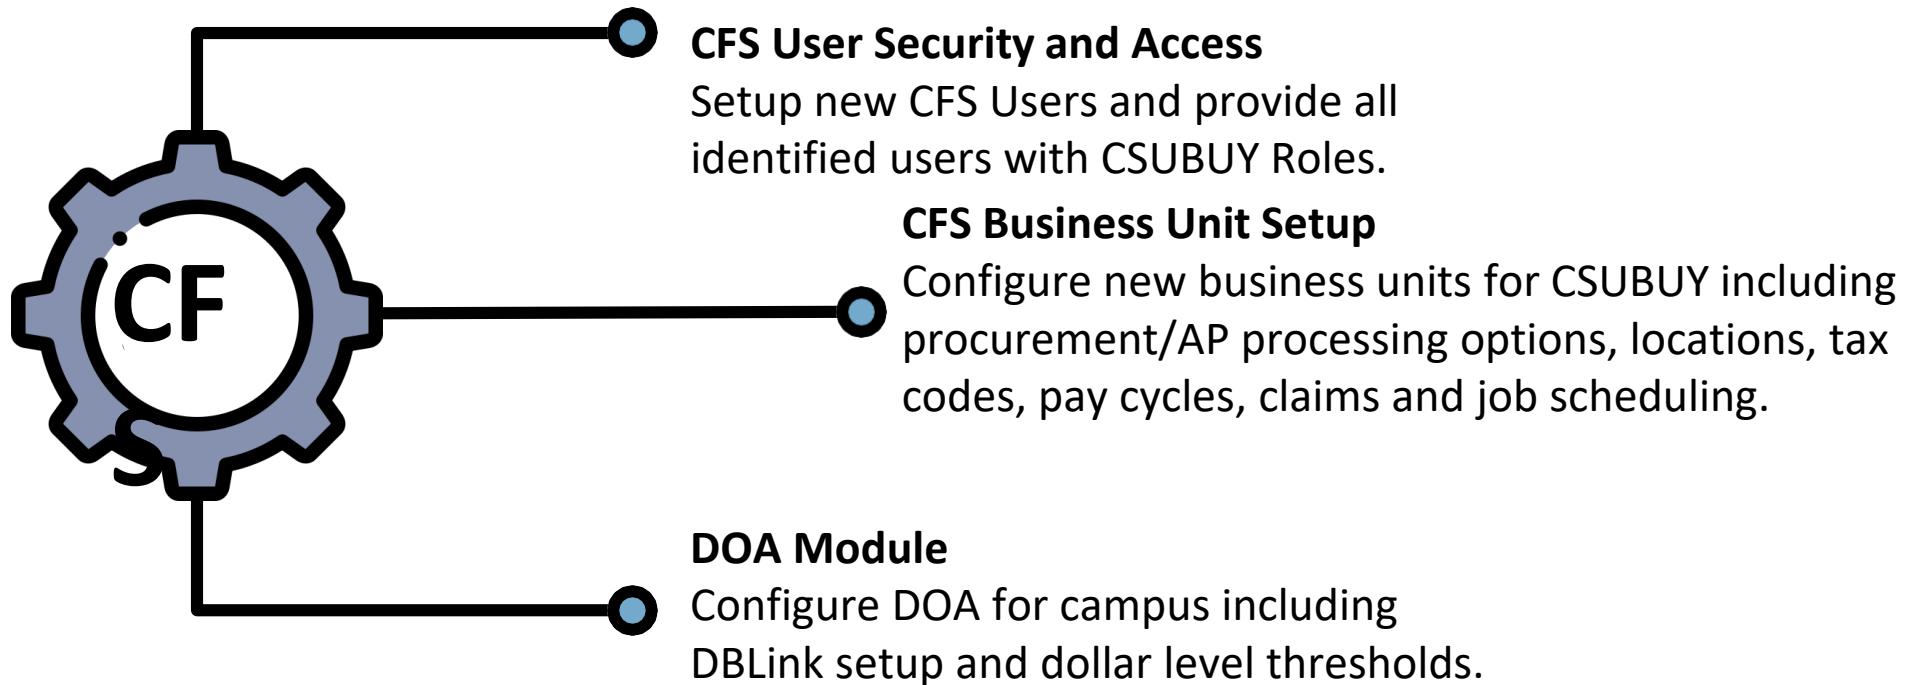 CFS User Security and Access
Setup new CFS Users and provide all
identified users with CSUBUY Roles.
CFS Business Unit Setup
Configure new business units for CSUBUY including
procurement/AP processing options, locations, tax
codes, pay cycles, claims and job scheduling.
CF
S
DOA Module
Configure DOA for campus including
DBLink setup and dollar level thresholds.